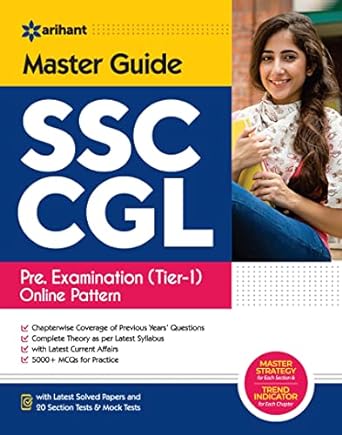 arihant
Master Guide
SSC
CGL
Pre. Examination (Tier-I)
Online Pattern
Chapterwise Coverage of Previous Years' Questions
Complete Theory as per Latest Syllabus
with Latest Current Affairs
5000+ MCQs for Practice
MASTER
STRATEGY
for Each Section &
TREND
INDICATOR
for Each Chapter
with Latest Solved Papers and
20 Section Tests & Mock Tests